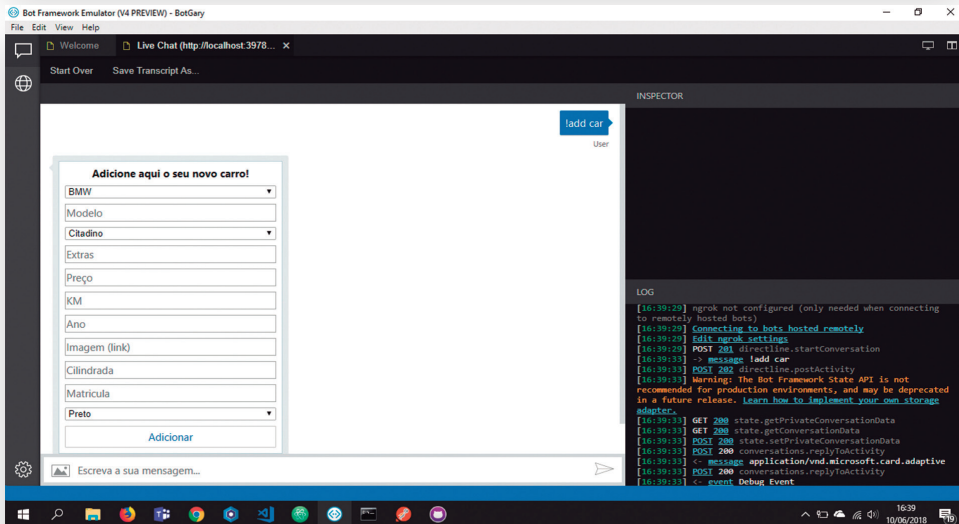 Bot Framework Emulator (V4 PREVIEW) - BotGary
File Edit View Help
Welcome
Live Chat (http://localhost:3978...
Start Over Save Transcript As...
INSPECTOR
!add car
User
Adicione aqui o seu novo carro!
BMW
Modelo
Citadino
Extras
Preço
KM
Ano
Imagem (link)
Cilindrada
Matricula
Preto
Adicionar
Escreva a sua mensagem...
LOG
[16:39:29] ngrok not configured (only needed when connecting
to remotely hosted bots)
[16:39:29] Connecting to bots hosted remotely
[16:39:29] Edit ngrok settings
[16:39:29] POST 201 directline.startConversation
[16:39:33] -> message !add car
[16:39:33] POST 202 directline.postActivity
[16:39:33] Warning: The Bot Framework State API is not
recommended for production environments, and may be deprecated
in a future release. Learn how to implement your own storage
adapter.
[16:39:33] GET 200 state.getPrivateConversationData
[16:39:33] GET 200 state.getConversationData
[16:39:33] POST 200 state.setPrivateConversationData
[16:39:33] POST 200 conversations.replyToActivity
[16:39:33] <- message application/vnd.microsoft.card.adaptive
[16:39:33] POST 200 conversations.replyToActivity
[16:39:33] <- event Debug Event
16:39
10/06/2018
19